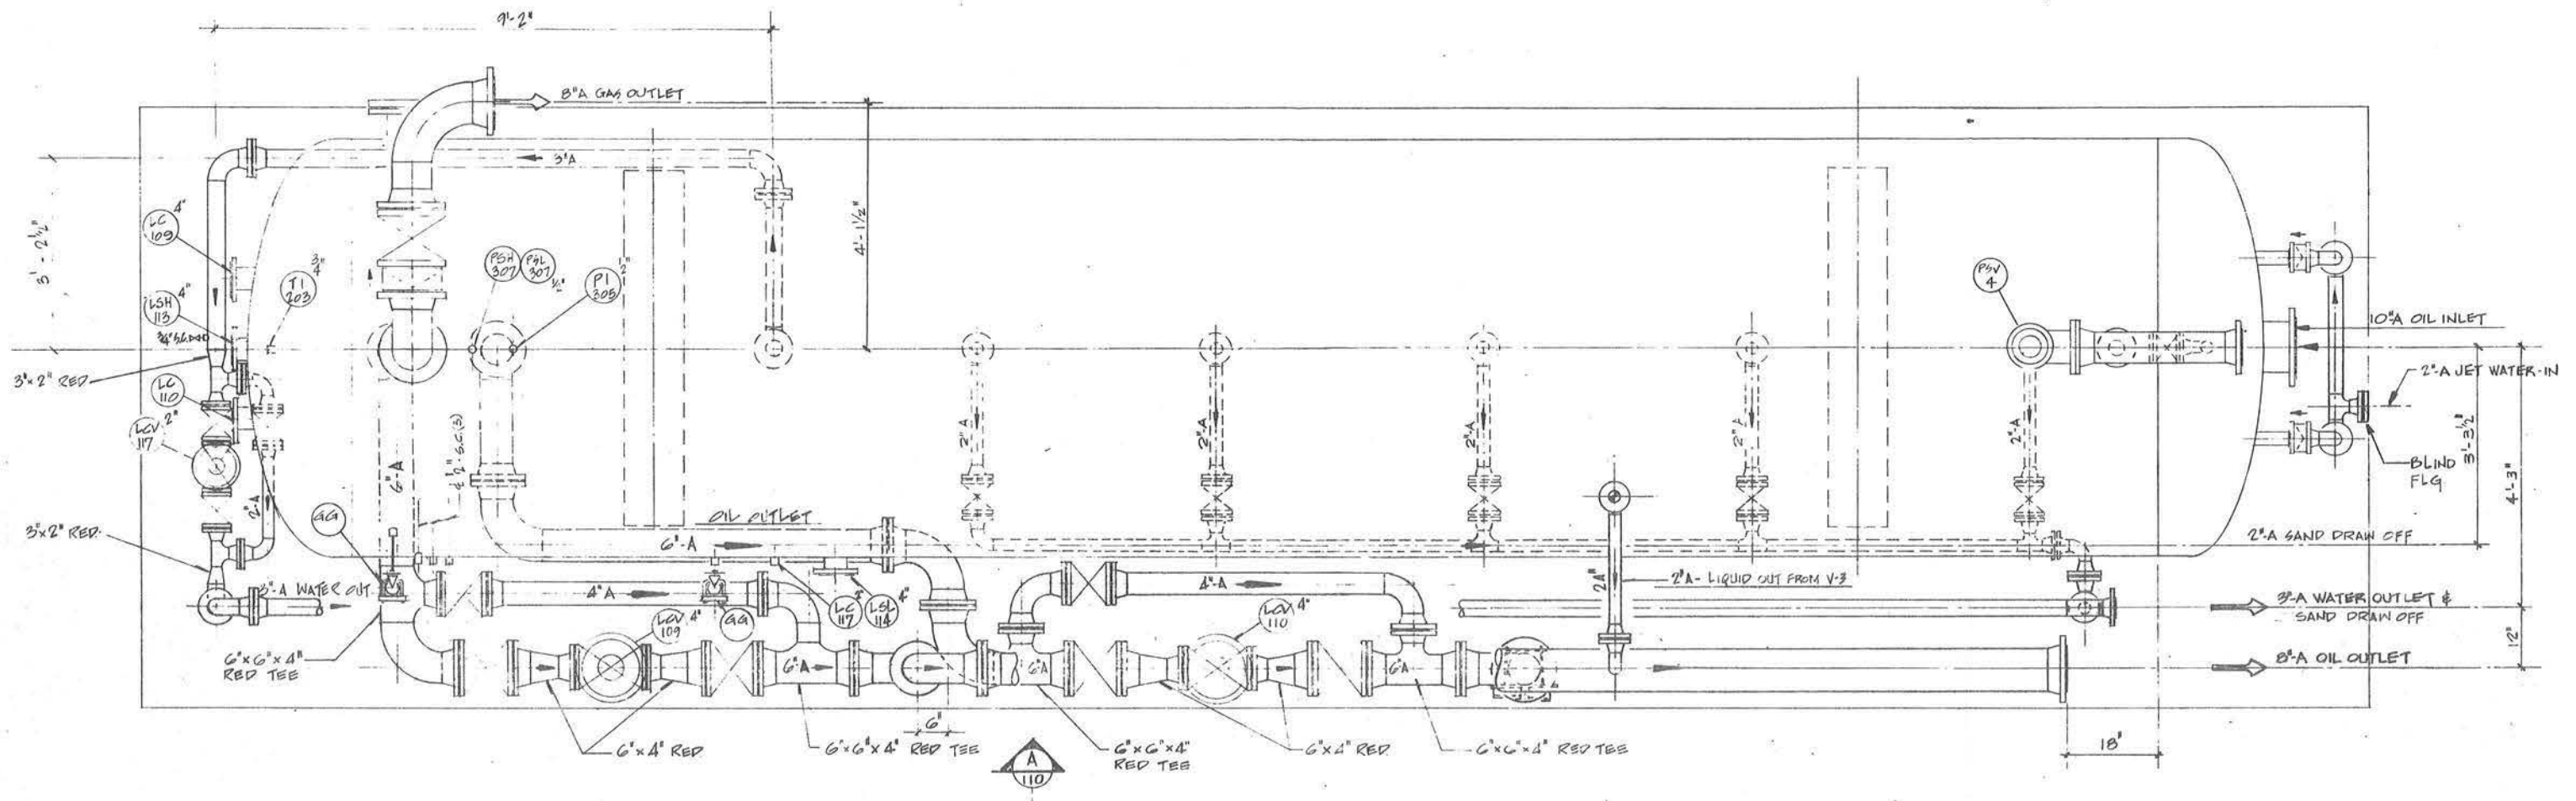 9'-2"
8"A GAS OUTLET
3"A
3'-2½"
4'-1½"
LC
109
4"
LSH
113
4"
TI
203
¾"
PSH
307
PSL
307
½"
PI
305
½"
PSV
4
10"A OIL INLET
3"x2" RED.
LC
110
2"-A JET WATER-IN
LCV
117
2"
2"-A
2"-A
2"-A
2"-A
2"-A
2"-A
6"-A
BLIND
FLG
3'-3½"
4'-3"
GG
OIL OUTLET
3"x2" RED.
6"-A
2"-A SAND DRAW OFF
WATER OUT
4"A
4"-A
2"A
2"A- LIQUID OUT FROM V-3
LC
117
2"
LSL
114
4"
GG
3"-A WATER OUTLET &
SAND DRAW OFF
LCV
109
4"
LCV
110
4"
12"
6"x6"x4"
RED TEE
6"-A
6"A
6"A
8"-A OIL OUTLET
6"
6"x4" RED.
6"x6"x4" RED TEE
6"x6"x4"
RED TEE
6"x4" RED.
6"x6"x4" RED TEE
18"
A
110